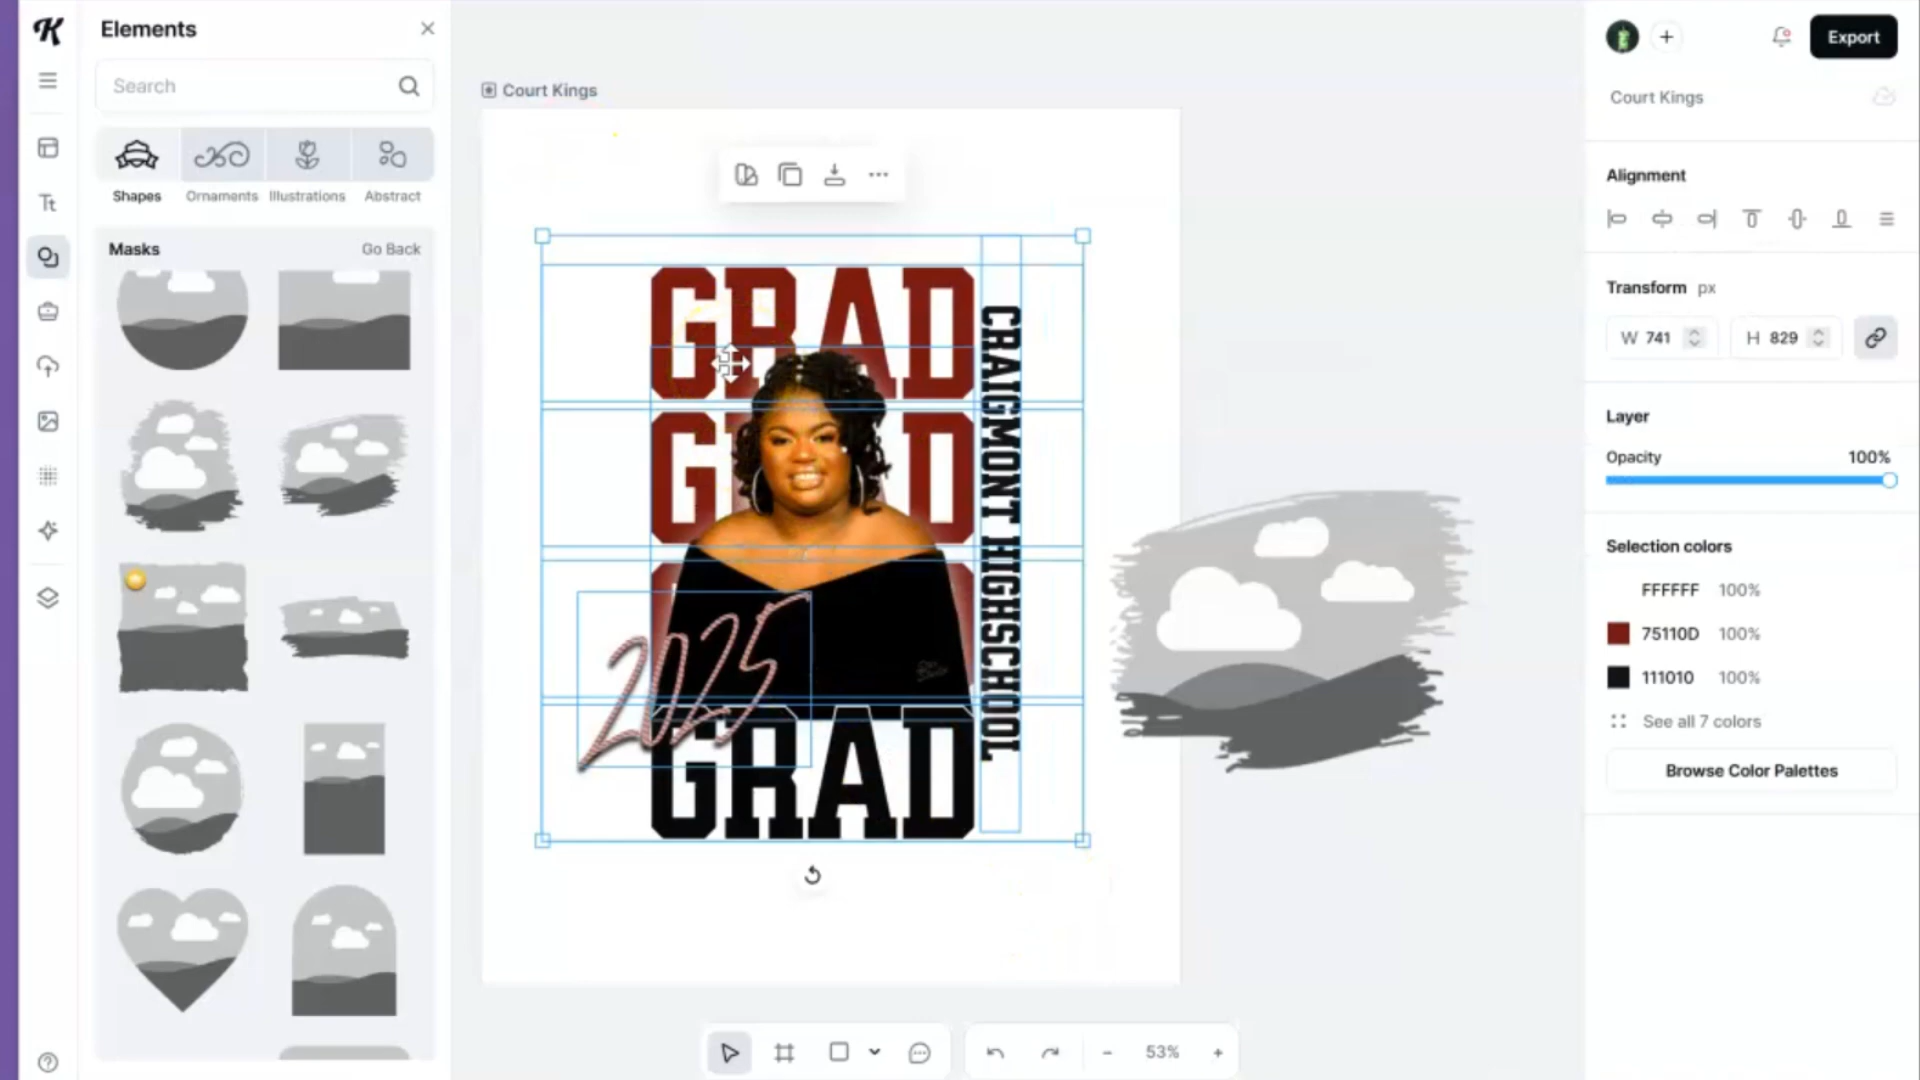 K
Elements
Search
Shapes
Ornaments
Illustrations
Abstract
Masks
Go Back
Tt
Court Kings
GRAD
GRAD
GRAD
CRAIGMONT HIGHSCHOOL
2025
53%
Export
Court Kings
Alignment
Transform px
W 741
H 829
Layer
Opacity 100%
Selection colors
FFFFFF 100%
75110D 100%
111010 100%
See all 7 colors
Browse Color Palettes